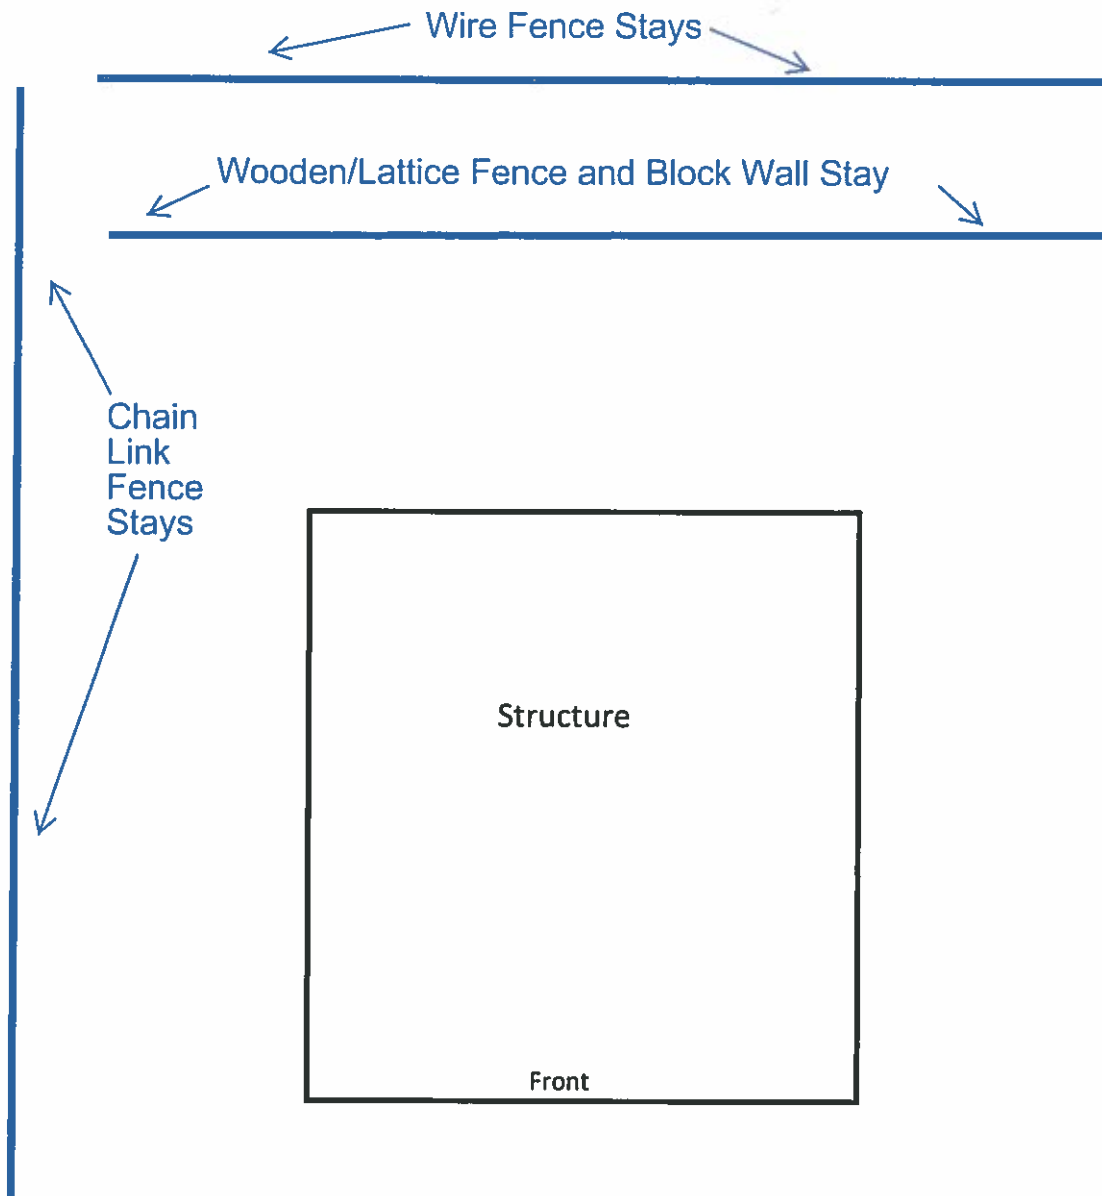 Wire Fence Stays
Wooden/Lattice Fence and Block Wall Stay
Chain
Link
Fence
Stays
Structure
Front